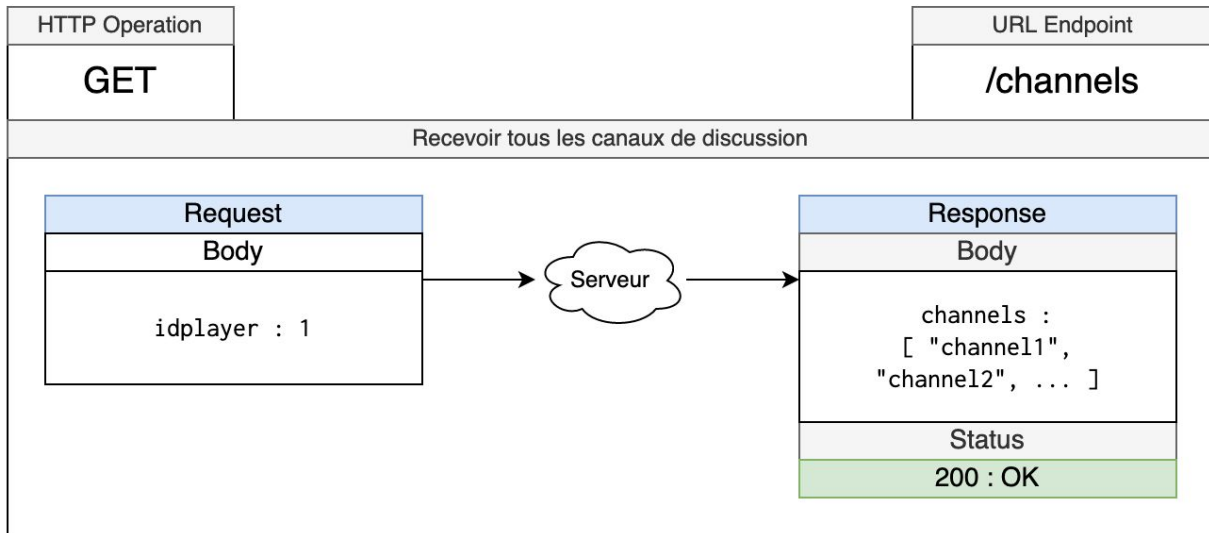 HTTP Operation
URL Endpoint
GET
/channels
Recevoir tous les canaux de discussion
Request
Body
idplayer : 1
Serveur
Response
Body
channels :
[ "channel1",
"channel2", ... ]
Status
200 : OK